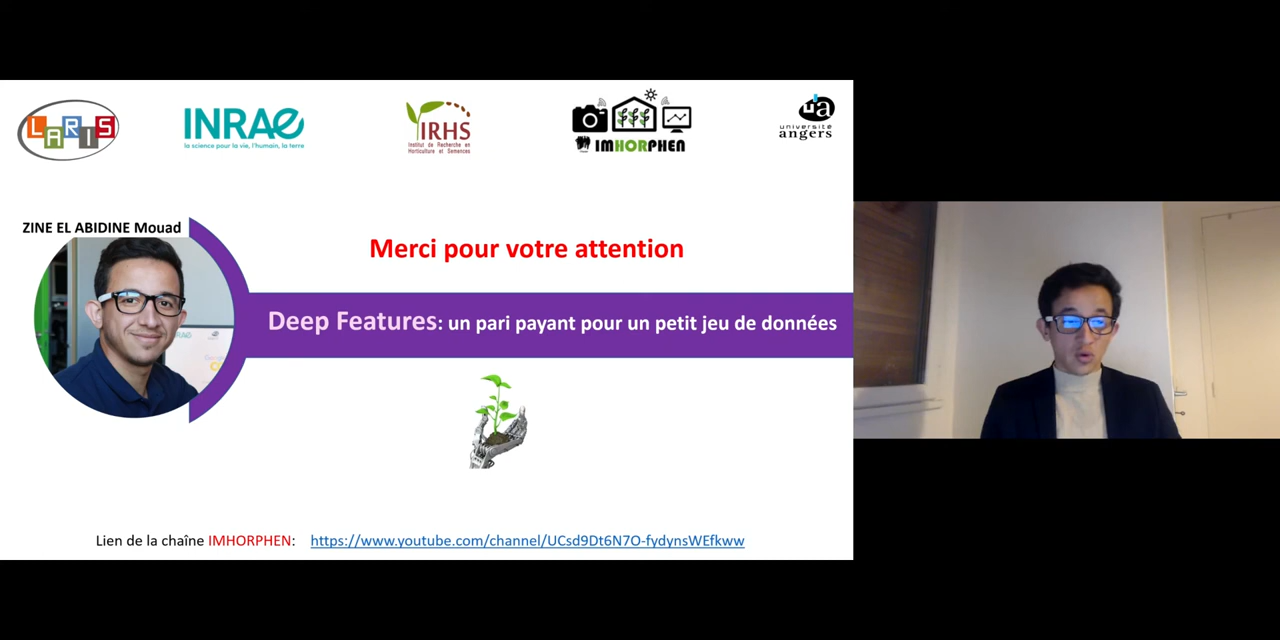 LARIS
INRAE
la science pour la vie, l'humain, la terre
IRHS
Institut de Recherche en
Horticulture et Semences
IMHORPHEN
ua
université
angers
ZINE EL ABIDINE Mouad
Merci pour votre attention
Deep Features: un pari payant pour un petit jeu de données
Lien de la chaîne IMHORPHEN: https://www.youtube.com/channel/UCsd9Dt6N7O-fydynsWEfkww